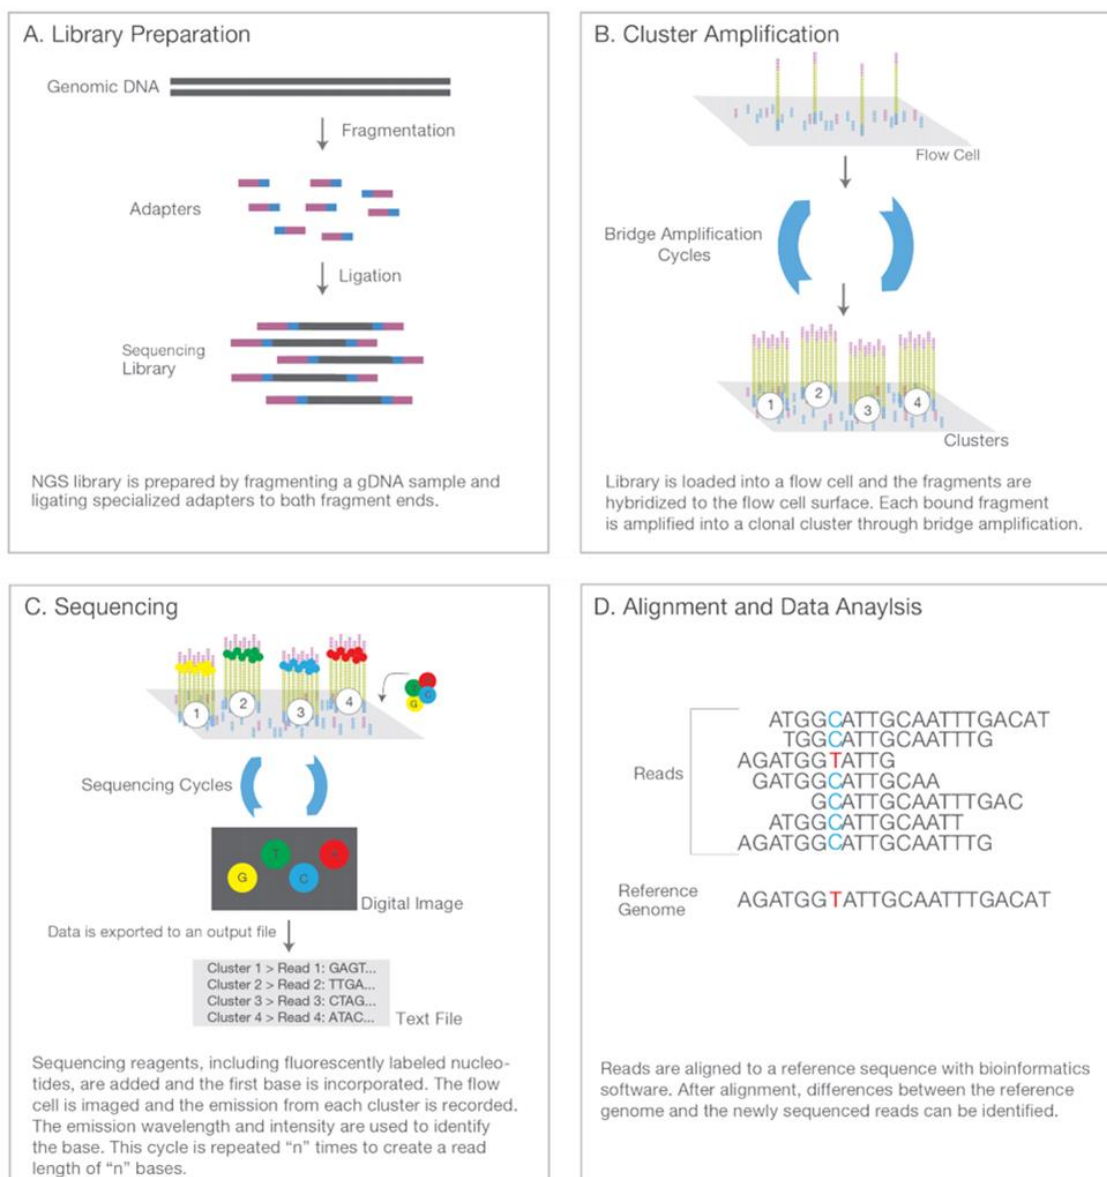 A. Library Preparation
Genomic DNA
Fragmentation
Adapters
Ligation
Sequencing
Library
NGS library is prepared by fragmenting a gDNA sample and
ligating specialized adapters to both fragment ends.
B. Cluster Amplification
Flow Cell
Bridge Amplification
Cycles
1
2
3
4
Clusters
Library is loaded into a flow cell and the fragments are
hybridized to the flow cell surface. Each bound fragment
is amplified into a clonal cluster through bridge amplification.
C. Sequencing
1
2
3
4
T
C
G
Sequencing Cycles
G
T
C
A
Digital Image
Data is exported to an output file
Cluster 1 > Read 1: GAGT...
Cluster 2 > Read 2: TTGA...
Cluster 3 > Read 3: CTAG...
Cluster 4 > Read 4: ATAC...
Text File
Sequencing reagents, including fluorescently labeled nucleo-
tides, are added and the first base is incorporated. The flow
cell is imaged and the emission from each cluster is recorded.
The emission wavelength and intensity are used to identify
the base. This cycle is repeated “n” times to create a read
length of “n” bases.
D. Alignment and Data Anaylsis
Reads
ATGGCATTGCAATTTGACAT
TGGCATTGCAATTTG
AGATGGTATTG
GATGGCATTGCAA
GCATTGCAATTTGAC
ATGGCATTGCAATT
AGATGGCATTGCAATTTG
Reference
Genome
AGATGGTATTGCAATTTGACAT
Reads are aligned to a reference sequence with bioinformatics
software. After alignment, differences between the reference
genome and the newly sequenced reads can be identified.